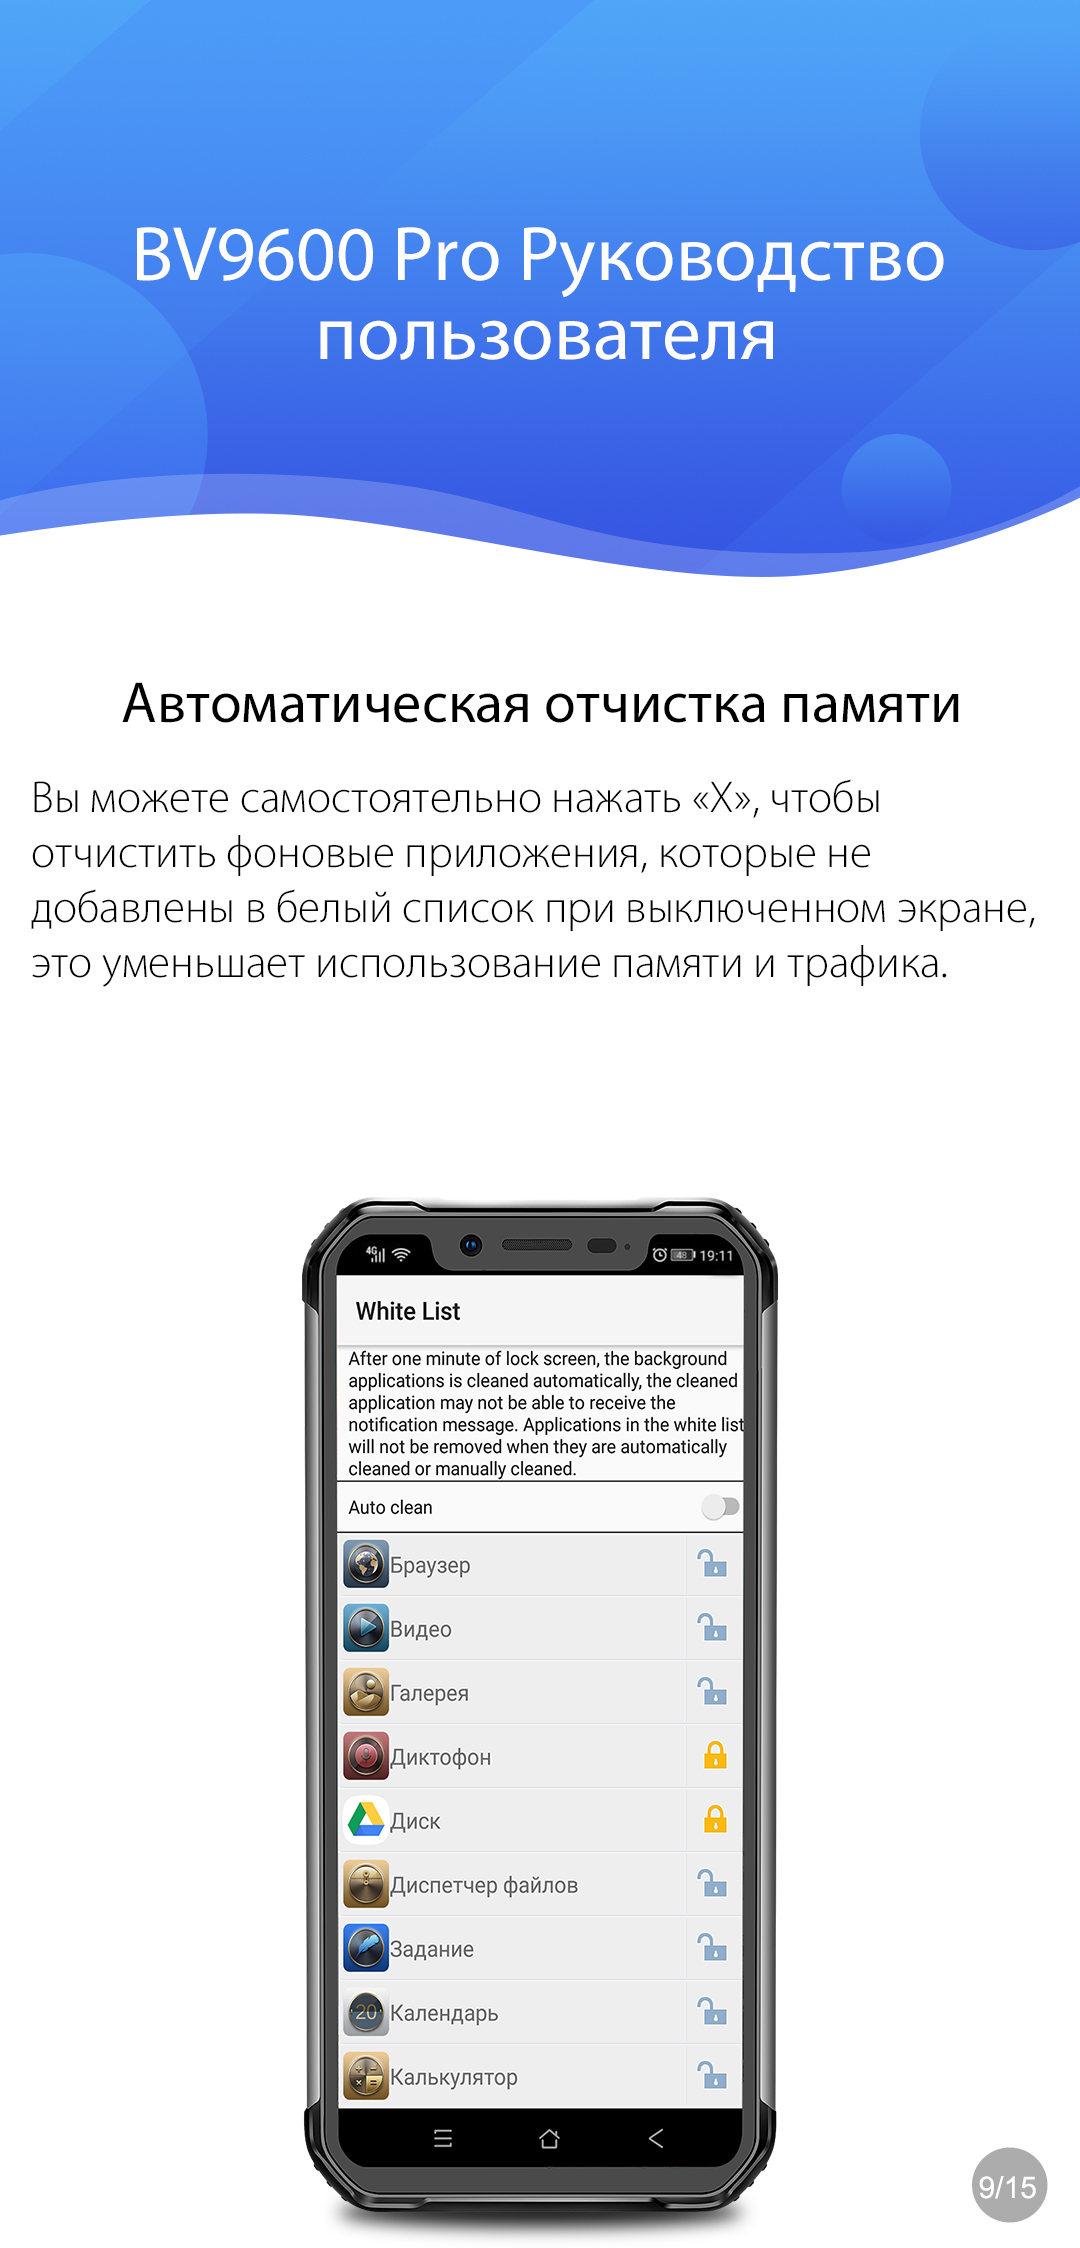 BV9600 Pro Руководство
пользователя
Автоматическая отчистка памяти
Вы можете самостоятельно нажать «X», чтобы
отчистить фоновые приложения, которые не
добавлены в белый список при выключенном экране,
это уменьшает использование памяти и трафика.
4G 48 19:11
White List
After one minute of lock screen, the background
applications is cleaned automatically, the cleaned
application may not be able to receive the
notification message. Applications in the white list
will not be removed when they are automatically
cleaned or manually cleaned.
Auto clean
Браузер
Видео
Галерея
Диктофон
Диск
Диспетчер файлов
Задание
20 Календарь
Калькулятор
9/15